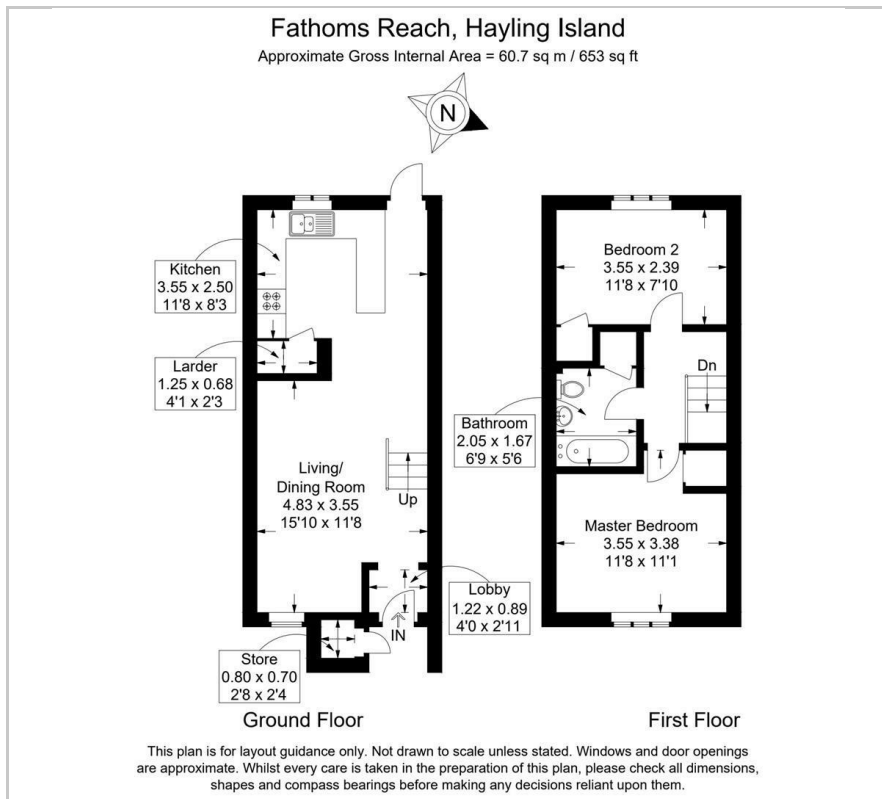 Fathoms Reach, Hayling Island
Approximate Gross Internal Area = 60.7 sq m / 653 sq ft
N
Kitchen
3.55 x 2.50
11'8 x 8'3
Larder
1.25 x 0.68
4'1 x 2'3
Living/
Dining Room
4.83 x 3.55
15'10 x 11'8
Up
Lobby
1.22 x 0.89
4'0 x 2'11
IN
Store
0.80 x 0.70
2'8 x 2'4
Ground Floor
Bedroom 2
3.55 x 2.39
11'8 x 7'10
Dn
Bathroom
2.05 x 1.67
6'9 x 5'6
Master Bedroom
3.55 x 3.38
11'8 x 11'1
First Floor
This plan is for layout guidance only. Not drawn to scale unless stated. Windows and door openings
are approximate. Whilst every care is taken in the preparation of this plan, please check all dimensions,
shapes and compass bearings before making any decisions reliant upon them.